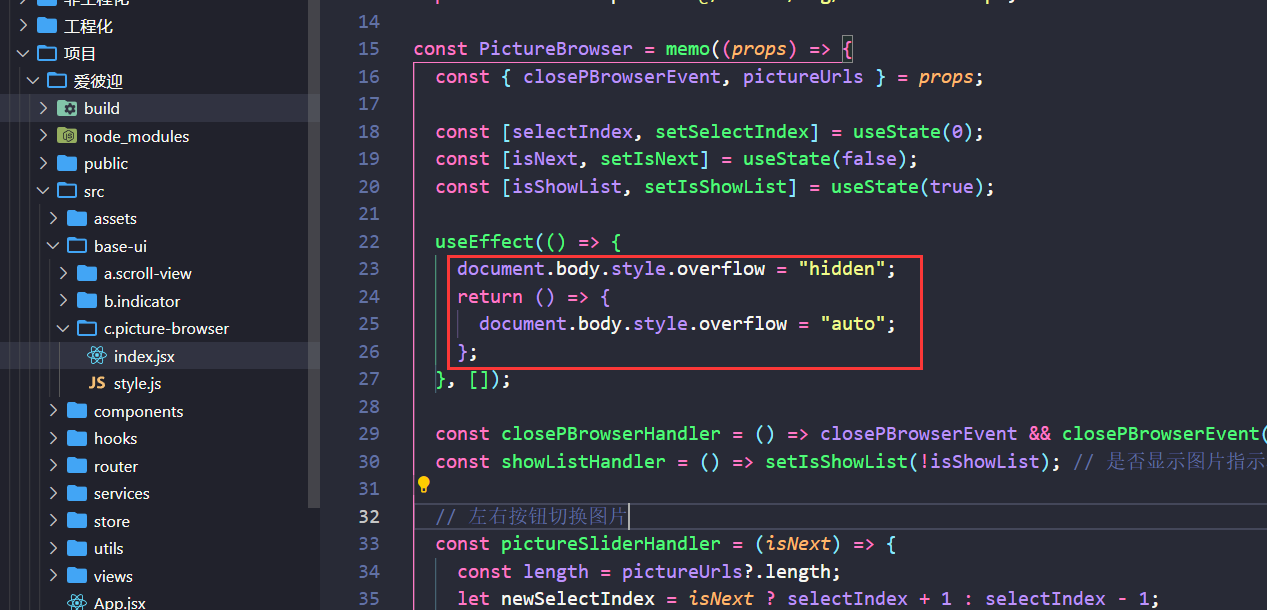 工程化
项目
爱彼迎
build
node_modules
public
src
assets
base-ui
a.scroll-view
b.indicator
c.picture-browser
index.jsx
JS style.js
components
hooks
router
services
store
utils
views
App.jsx
14
15 const PictureBrowser = memo((props) => {
16 const { closePBrowserEvent, pictureUrls } = props;
17
18 const [selectIndex, setSelectIndex] = useState(0);
19 const [isNext, setIsNext] = useState(false);
20 const [isShowList, setIsShowList] = useState(true);
21
22 useEffect(() => {
23 document.body.style.overflow = "hidden";
24 return () => {
25 document.body.style.overflow = "auto";
26 };
27 }, []);
28
29 const closePBrowserHandler = () => closePBrowserEvent && closePBrowserEvent(
30 const showListHandler = () => setIsShowList(!isShowList); // 是否显示图片指示
31
32 // 左右按钮切换图片
33 const pictureSliderHandler = (isNext) => {
34 const length = pictureUrls?.length;
35 let newSelectIndex = isNext ? selectIndex + 1 : selectIndex - 1;